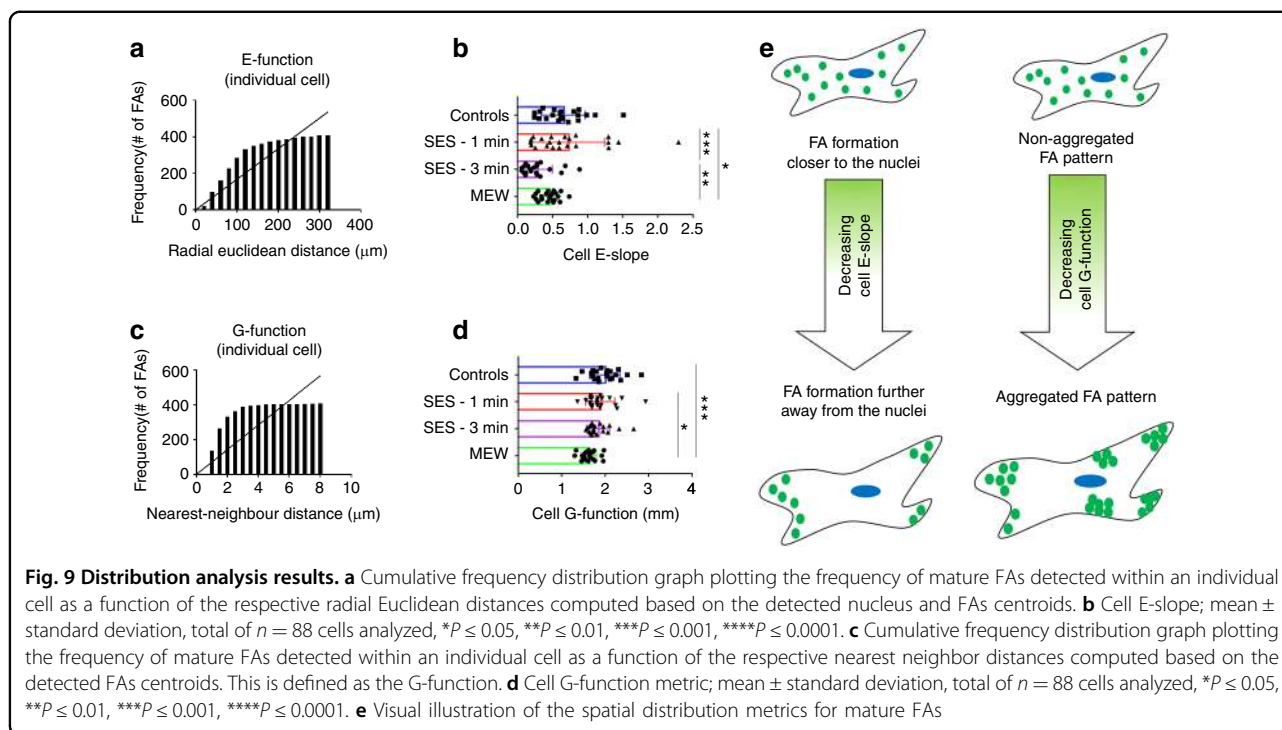 a
E-function
(individual cell)
Frequency(# of FAs)
600
400
200
0
0 100 200 300 400
Radial euclidean distance (μm)
b
Controls
SES - 1 min
SES - 3 min
MEW
***
**
*
0.0 0.5 1.0 1.5 2.0 2.5
Cell E-slope
c
G-function
(individual cell)
Frequency(# of FAs)
600
400
200
0
0 2 4 6 8 10
Nearest-neighbour distance (μm)
d
Controls
SES - 1 min
SES - 3 min
MEW
*
***
0 1 2 3 4
Cell G-function (mm)
e
FA formation
closer to the nuclei
Decreasing
cell E-slope
FA formation further
away from the nuclei
Non-aggregated
FA pattern
Decreasing
cell G-function
Aggregated FA pattern
Fig. 9 Distribution analysis results. a Cumulative frequency distribution graph plotting the frequency of mature FAs detected within an individual
cell as a function of the respective radial Euclidean distances computed based on the detected nucleus and FAs centroids. b Cell E-slope; mean ±
standard deviation, total of n = 88 cells analyzed, *P ≤ 0.05, **P ≤ 0.01, ***P ≤ 0.001, ****P ≤ 0.0001. c Cumulative frequency distribution graph plotting
the frequency of mature FAs detected within an individual cell as a function of the respective nearest neighbor distances computed based on the
detected FAs centroids. This is defined as the G-function. d Cell G-function metric; mean ± standard deviation, total of n = 88 cells analyzed, *P ≤ 0.05,
**P ≤ 0.01, ***P ≤ 0.001, ****P ≤ 0.0001. e Visual illustration of the spatial distribution metrics for mature FAs